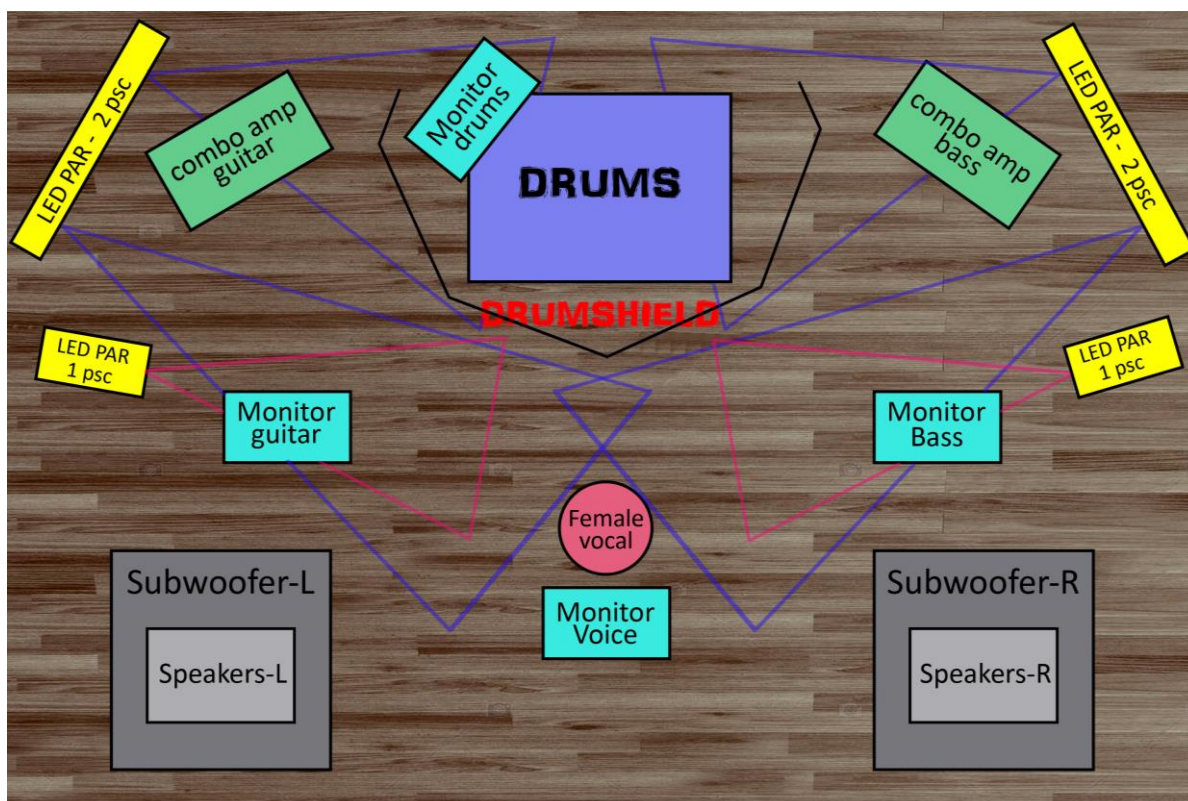 LED PAR - 2 psc
combo amp
guitar
Monitor
drums
DRUMS
combo amp
bass
LED PAR - 2 psc
DRUMSHIELD
LED PAR
1 psc
LED PAR
1 psc
Monitor
guitar
Monitor
Bass
Female
vocal
Subwoofer-L
Speakers-L
Monitor
Voice
Subwoofer-R
Speakers-R